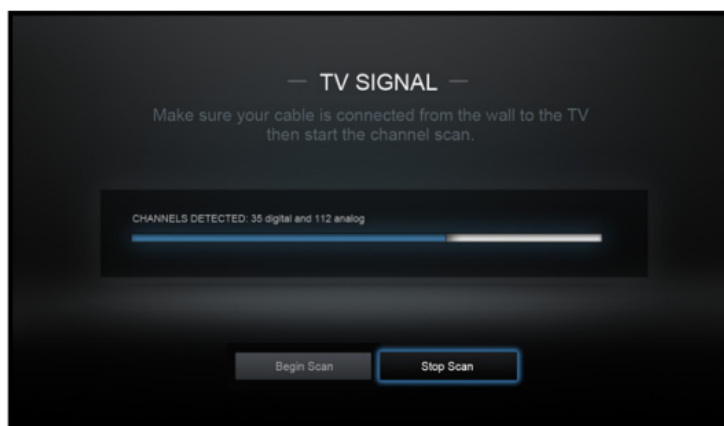 — TV SIGNAL —
Make sure your cable is connected from the wall to the TV
then start the channel scan.
CHANNELS DETECTED: 35 digital and 112 analog
Begin Scan
Stop Scan